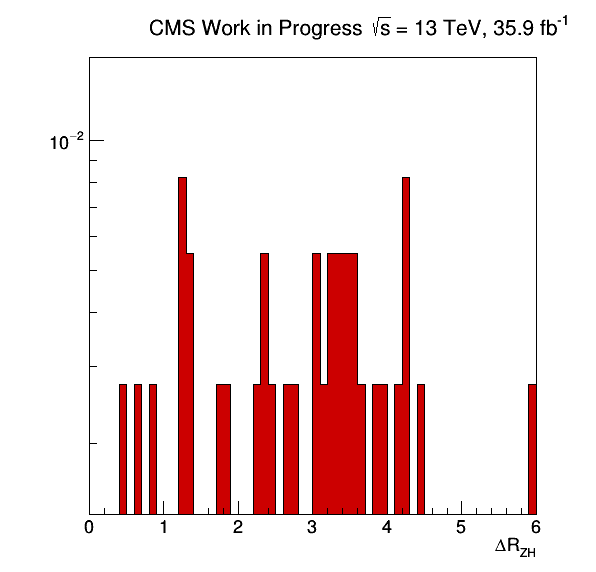 CMS Work in Progress √s = 13 TeV, 35.9 fb⁻¹
10⁻²
0 1 2 3 4 5 6
ΔR_ZH